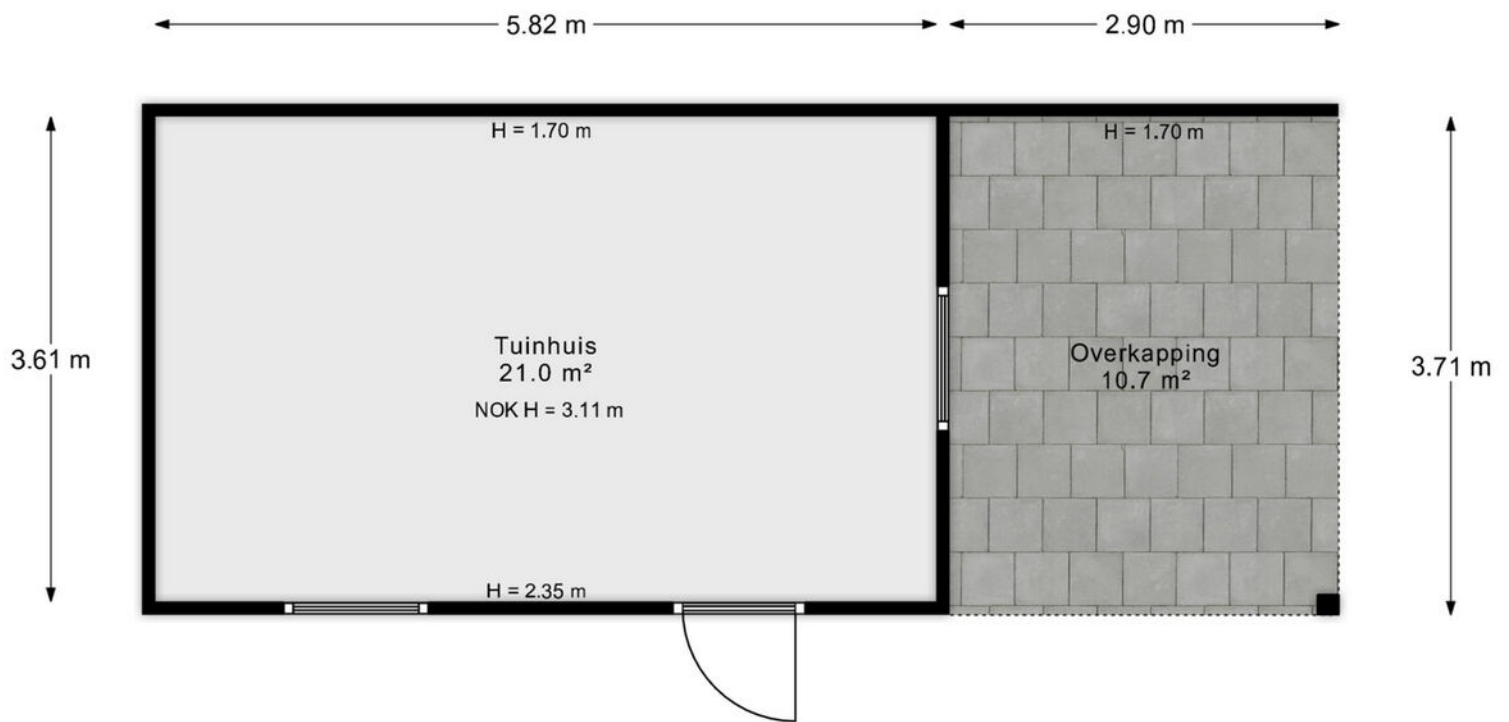 5.82 m
2.90 m
H = 1.70 m
H = 1.70 m
3.61 m
Tuinhuis
21.0 m²
NOK H = 3.11 m
Overkapping
10.7 m²
3.71 m
H = 2.35 m